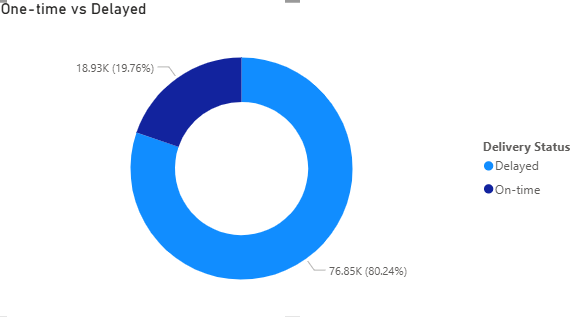 One-time vs Delayed
18.93K (19.76%)
Delivery Status
Delayed
On-time
76.85K (80.24%)